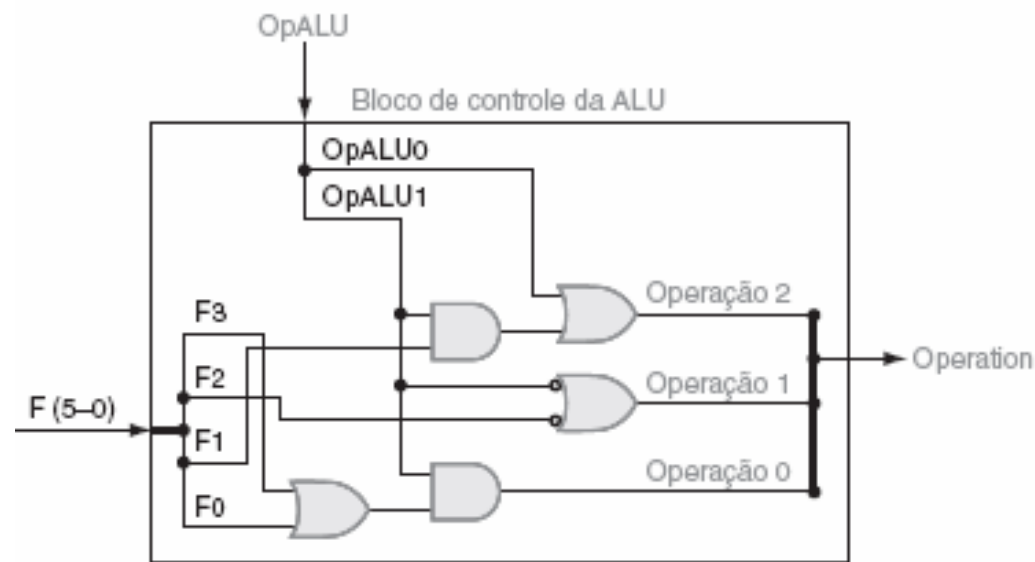 OpALU
Bloco de controle da ALU
OpALU0
OpALU1
Operação 2
F3
Operation
F2
Operação 1
F (5–0)
F1
Operação 0
F0